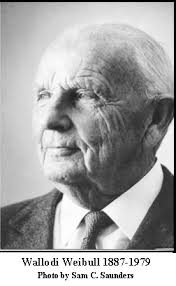 Wallodi Weibull 1887-1979
Photo by Sam C. Saunders